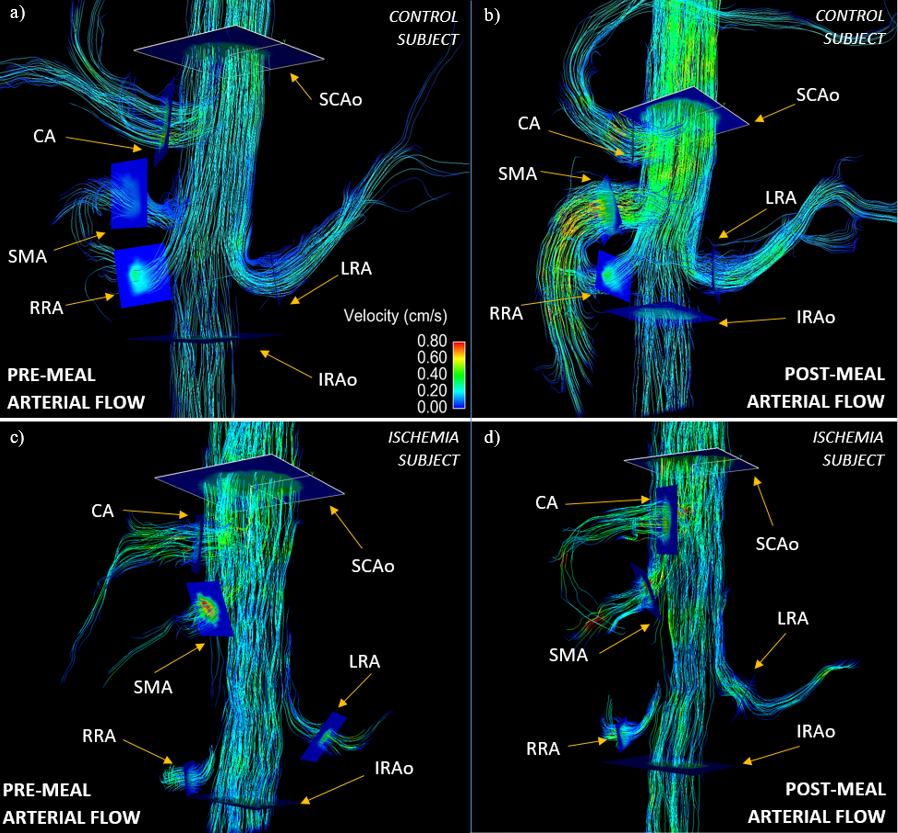 a)
CONTROL
SUBJECT
SCAo
CA
SMA
RRA
LRA
Velocity (cm/s)
0.80
0.60
0.40
0.20
0.00
IRAo
PRE-MEAL
ARTERIAL FLOW
b)
CONTROL
SUBJECT
SCAo
CA
SMA
LRA
RRA
IRAo
POST-MEAL
ARTERIAL FLOW
c)
ISCHEMIA
SUBJECT
CA
SCAo
SMA
LRA
RRA
IRAo
PRE-MEAL
ARTERIAL FLOW
d)
ISCHEMIA
SUBJECT
CA
SCAo
SMA
LRA
RRA
IRAo
POST-MEAL
ARTERIAL FLOW